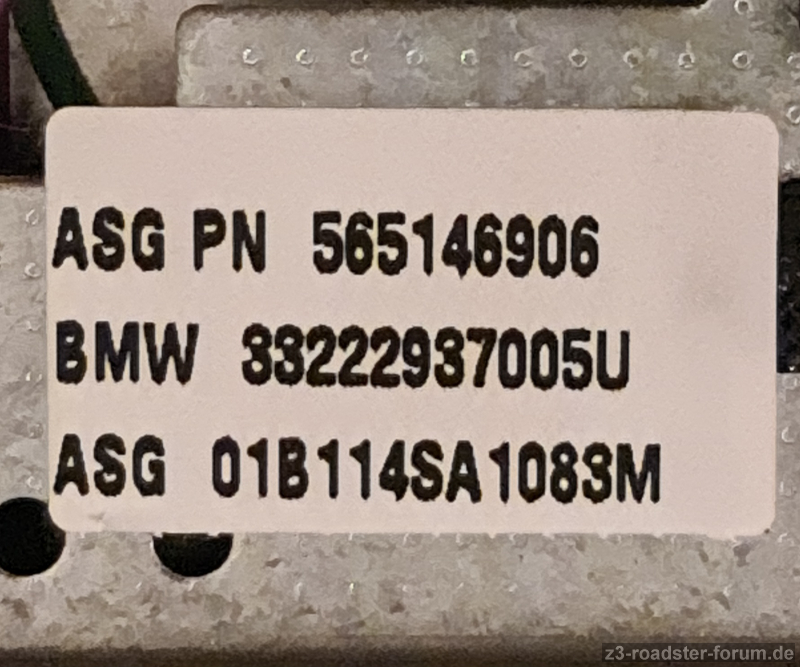 ASG PN 565146906
BMW 33222937005U
ASG 01B114SA1083M
z3-roadster-forum.de